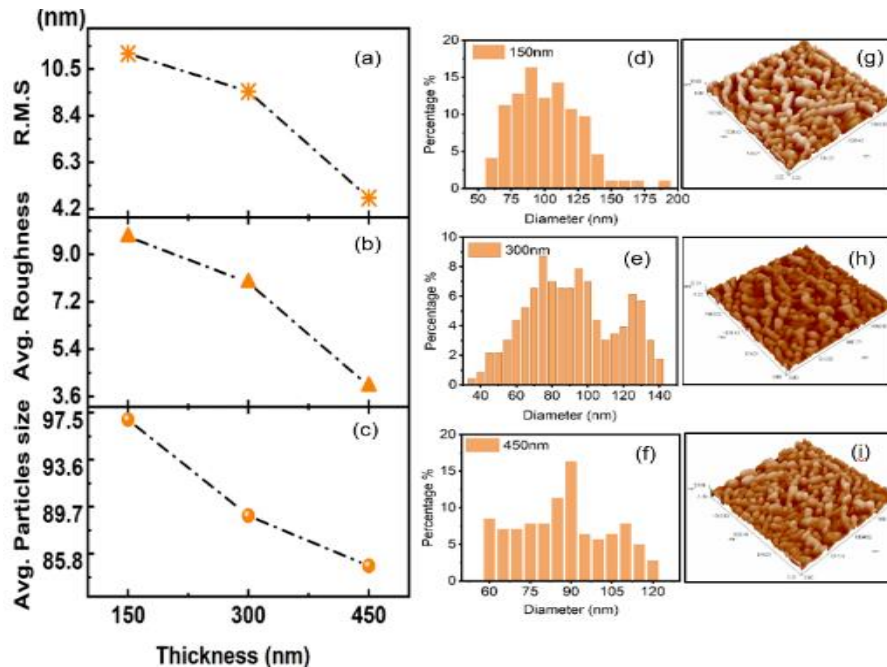 (nm)
R.M.S
10.5
8.4
6.3
4.2
(a)
Avg. Roughness
9.0
7.2
5.4
3.6
(b)
Avg. Particles size
97.5
93.6
89.7
85.8
(c)
150 300 450
Thickness (nm)
150nm
(d)
Percentage %
20
15
10
5
0
50 75 100 125 150 175 200
Diameter (nm)
300nm
(e)
Percentage %
10
8
6
4
2
0
40 60 80 100 120 140
Diameter (nm)
450nm
(f)
Percentage %
20
15
10
5
0
60 70 80 90 100 110 120
Diameter (nm)
(g)
(h)
(i)